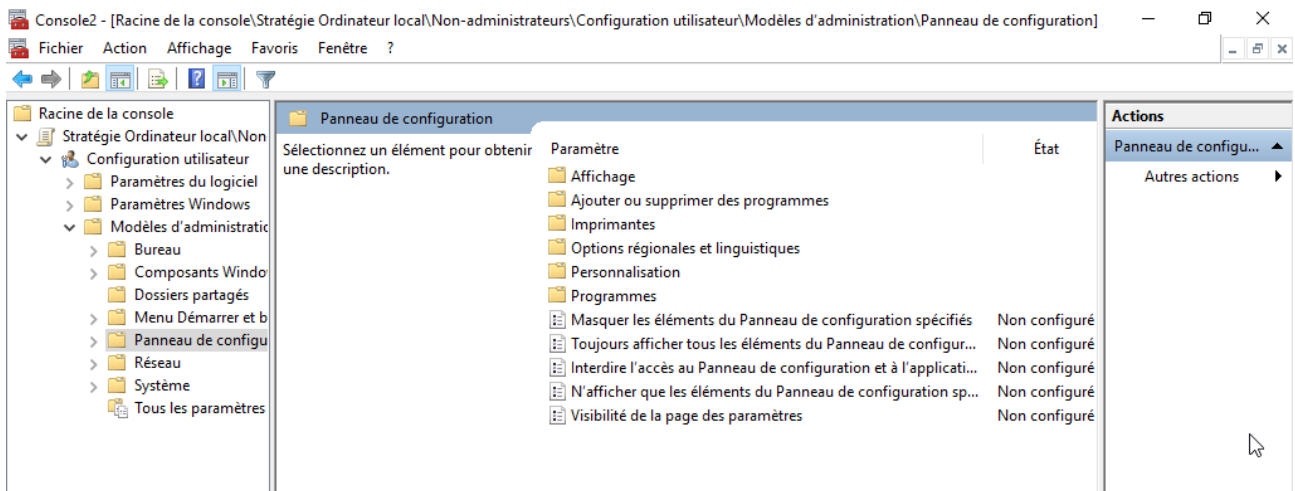 Console2 - [Racine de la console\Stratégie Ordinateur local\Non-administrateurs\Configuration utilisateur\Modèles d'administration\Panneau de configuration]
Fichier Action Affichage Favoris Fenêtre ?
Racine de la console
Stratégie Ordinateur local\Non
Configuration utilisateur
Paramètres du logiciel
Paramètres Windows
Modèles d'administratic
Bureau
Composants Windo
Dossiers partagés
Menu Démarrer et b
Panneau de configu
Réseau
Système
Tous les paramètres
Panneau de configuration
Sélectionnez un élément pour obtenir
une description.
Paramètre État
Affichage
Ajouter ou supprimer des programmes
Imprimantes
Options régionales et linguistiques
Personnalisation
Programmes
Masquer les éléments du Panneau de configuration spécifiés Non configuré
Toujours afficher tous les éléments du Panneau de configur... Non configuré
Interdire l'accès au Panneau de configuration et à l'applicati... Non configuré
N'afficher que les éléments du Panneau de configuration sp... Non configuré
Visibilité de la page des paramètres Non configuré
Actions
Panneau de configu...
Autres actions